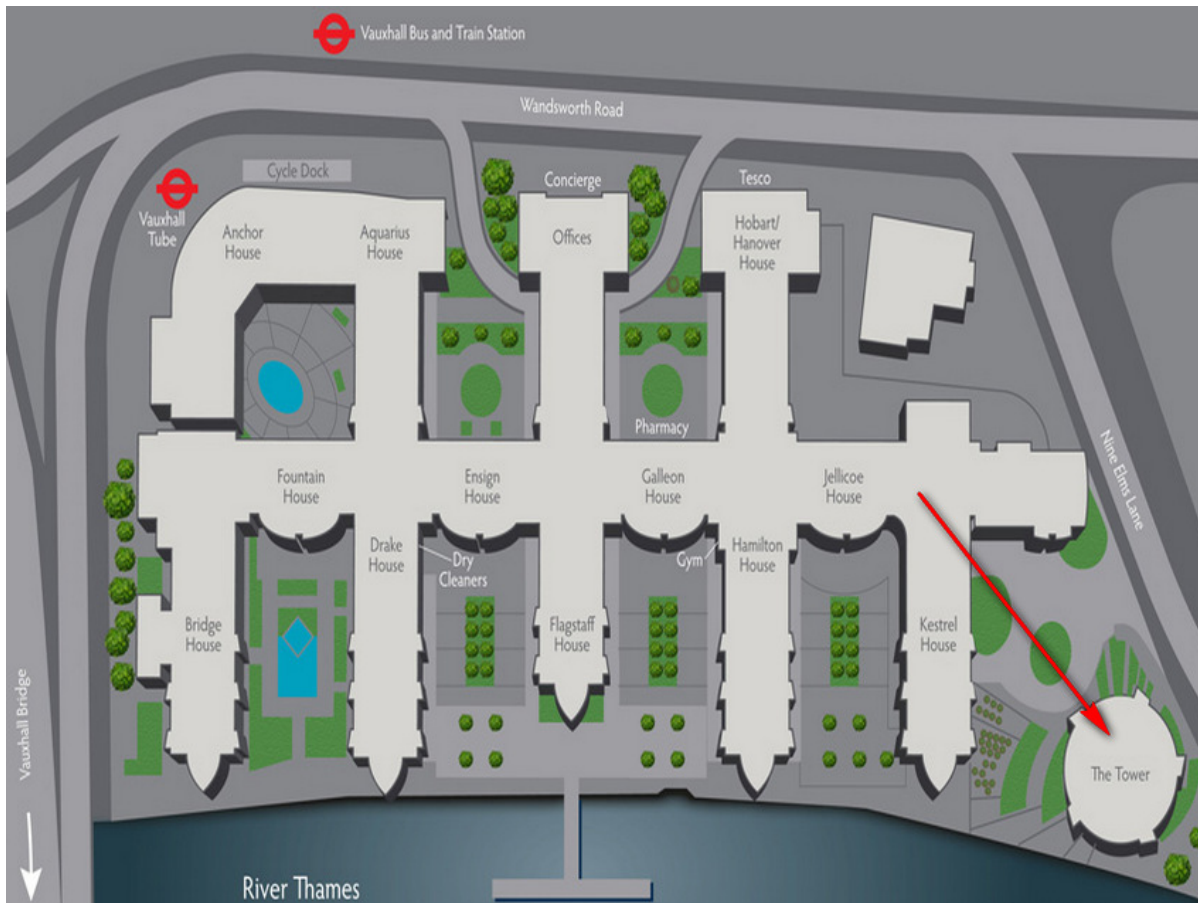 Vauxhall Bus and Train Station
Wandsworth Road
Cycle Dock
Concierge
Tesco
Vauxhall
Tube
Anchor
House
Aquarius
House
Offices
Hobart/
Hanover
House
Pharmacy
Nine Elms Lane
Fountain
House
Ensign
House
Galleon
House
Jellicoe
House
Drake
House
Dry
Cleaners
Gym
Hamilton
House
Bridge
House
Flagstaff
House
Kestrel
House
Vauxhall Bridge
The Tower
River Thames